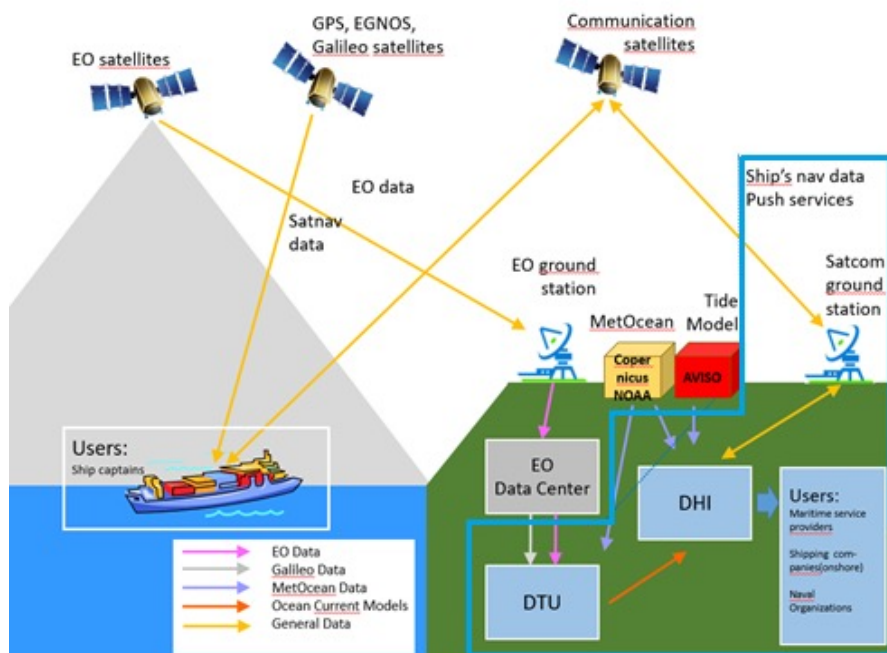 GPS, EGNOS,
Galileo satellites
Communication
satellites
EO satellites
EO data
Satnav
data
Ship's nav data
Push services
EO ground
station
Satcom
ground
station
MetOcean
Tide
Model
Coper
nicus
NOAA
AVISO
Users:
Ship captains
EO
Data Center
DHI
DTU
Users:
Maritime service
providers
Shipping com-
panies(onshore)
Naval
Organizations
EO Data
Galileo Data
MetOcean Data
Ocean Current Models
General Data